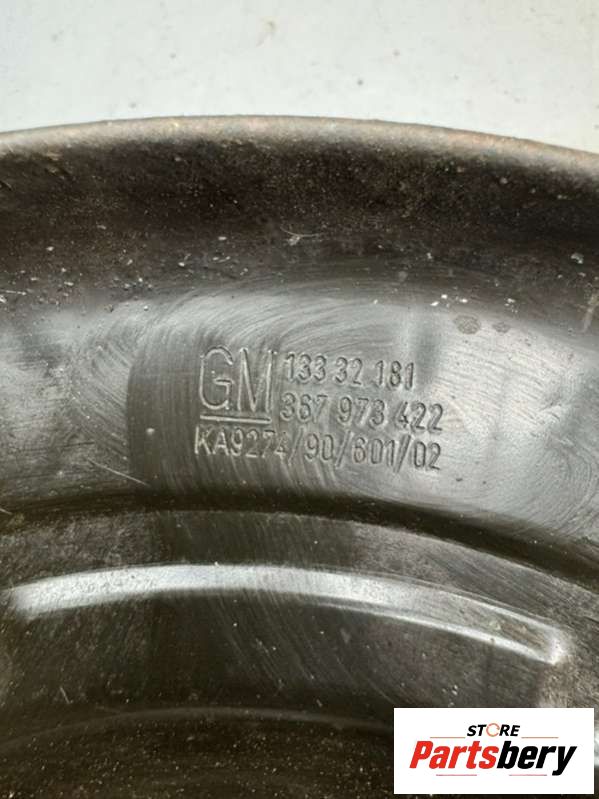 GM
133 32 181
367 973 422
KA9274/90/601/02
STORE
Partsbery